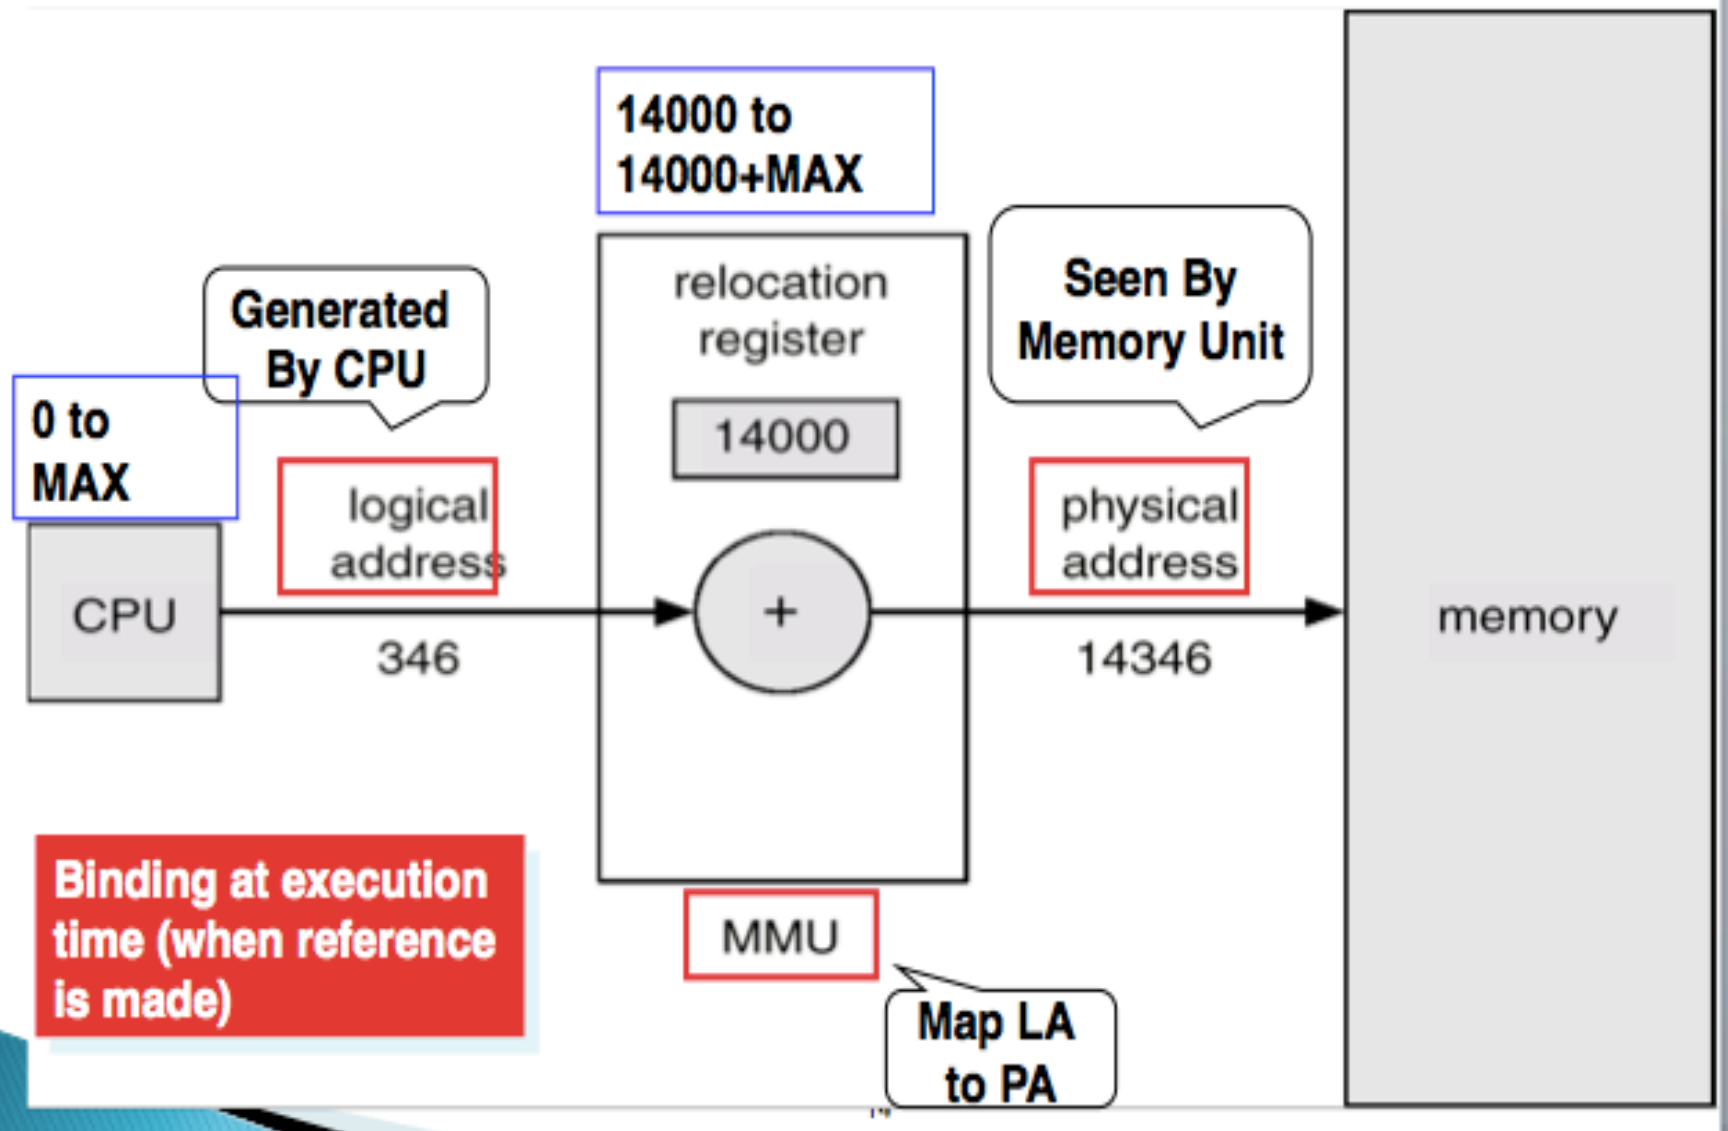 14000 to
14000+MAX
Generated
By CPU
relocation
register
Seen By
Memory Unit
0 to
MAX
14000
logical
address
physical
address
CPU
+
memory
346
14346
Binding at execution
time (when reference
is made)
MMU
Map LA
to PA